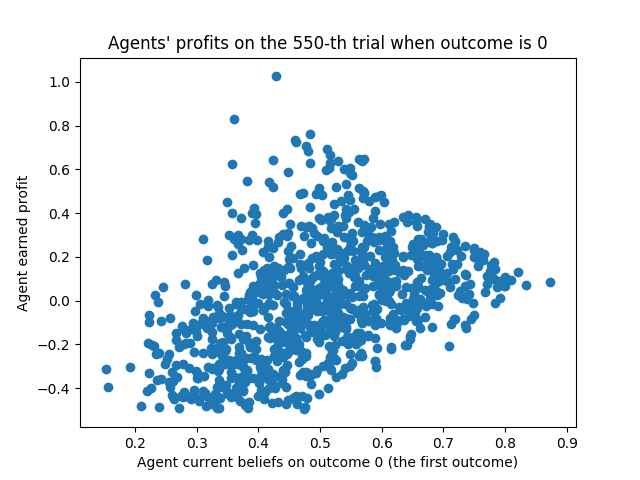 Agents' profits on the 550-th trial when outcome is 0
1.0
0.8
0.6
0.4
0.2
0.0
−0.2
−0.4
Agent earned profit
0.2 0.3 0.4 0.5 0.6 0.7 0.8 0.9
Agent current beliefs on outcome 0 (the first outcome)